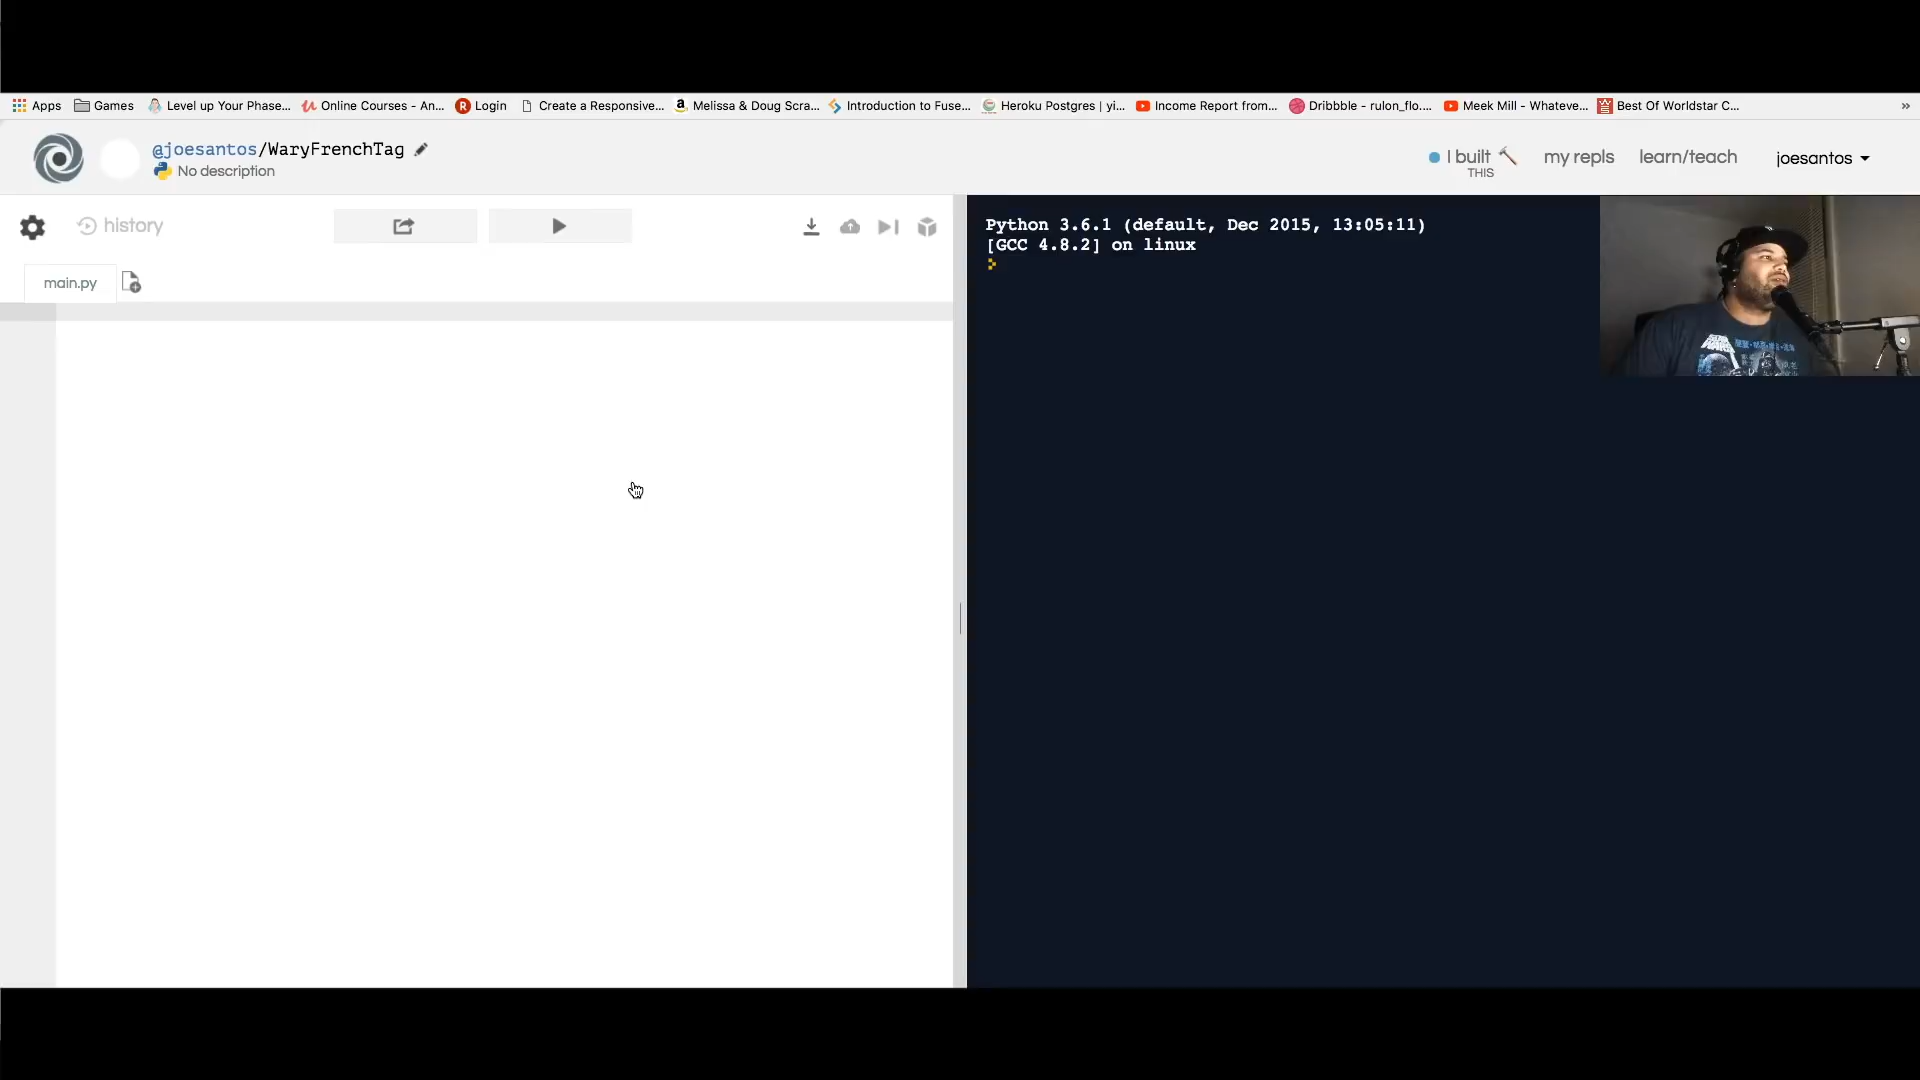 Apps Games Level up Your Phase... Online Courses - An... Login Create a Responsive... Melissa & Doug Scra... Introduction to Fuse... Heroku Postgres | yi... Income Report from... Dribbble - rulon_flo.... Meek Mill - Whateve... Best Of Worldstar C... »
@joesantos/WaryFrenchTag
No description
I built
THIS
my repls learn/teach joesantos
history
main.py
Python 3.6.1 (default, Dec 2015, 13:05:11)
[GCC 4.8.2] on linux